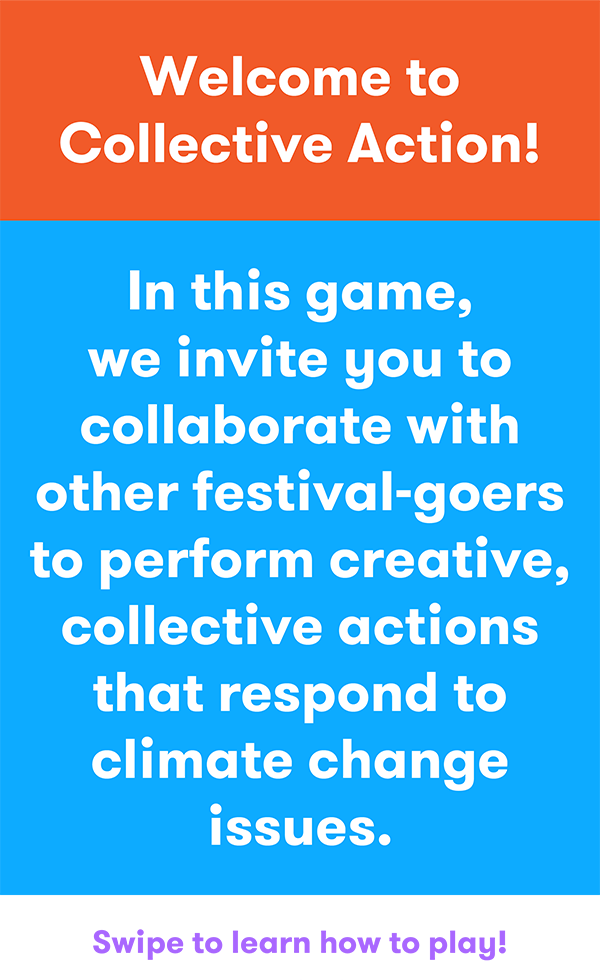 Welcome to
Collective Action!
In this game,
we invite you to
collaborate with
other festival-goers
to perform creative,
collective actions
that respond to
climate change
issues.
Swipe to learn how to play!